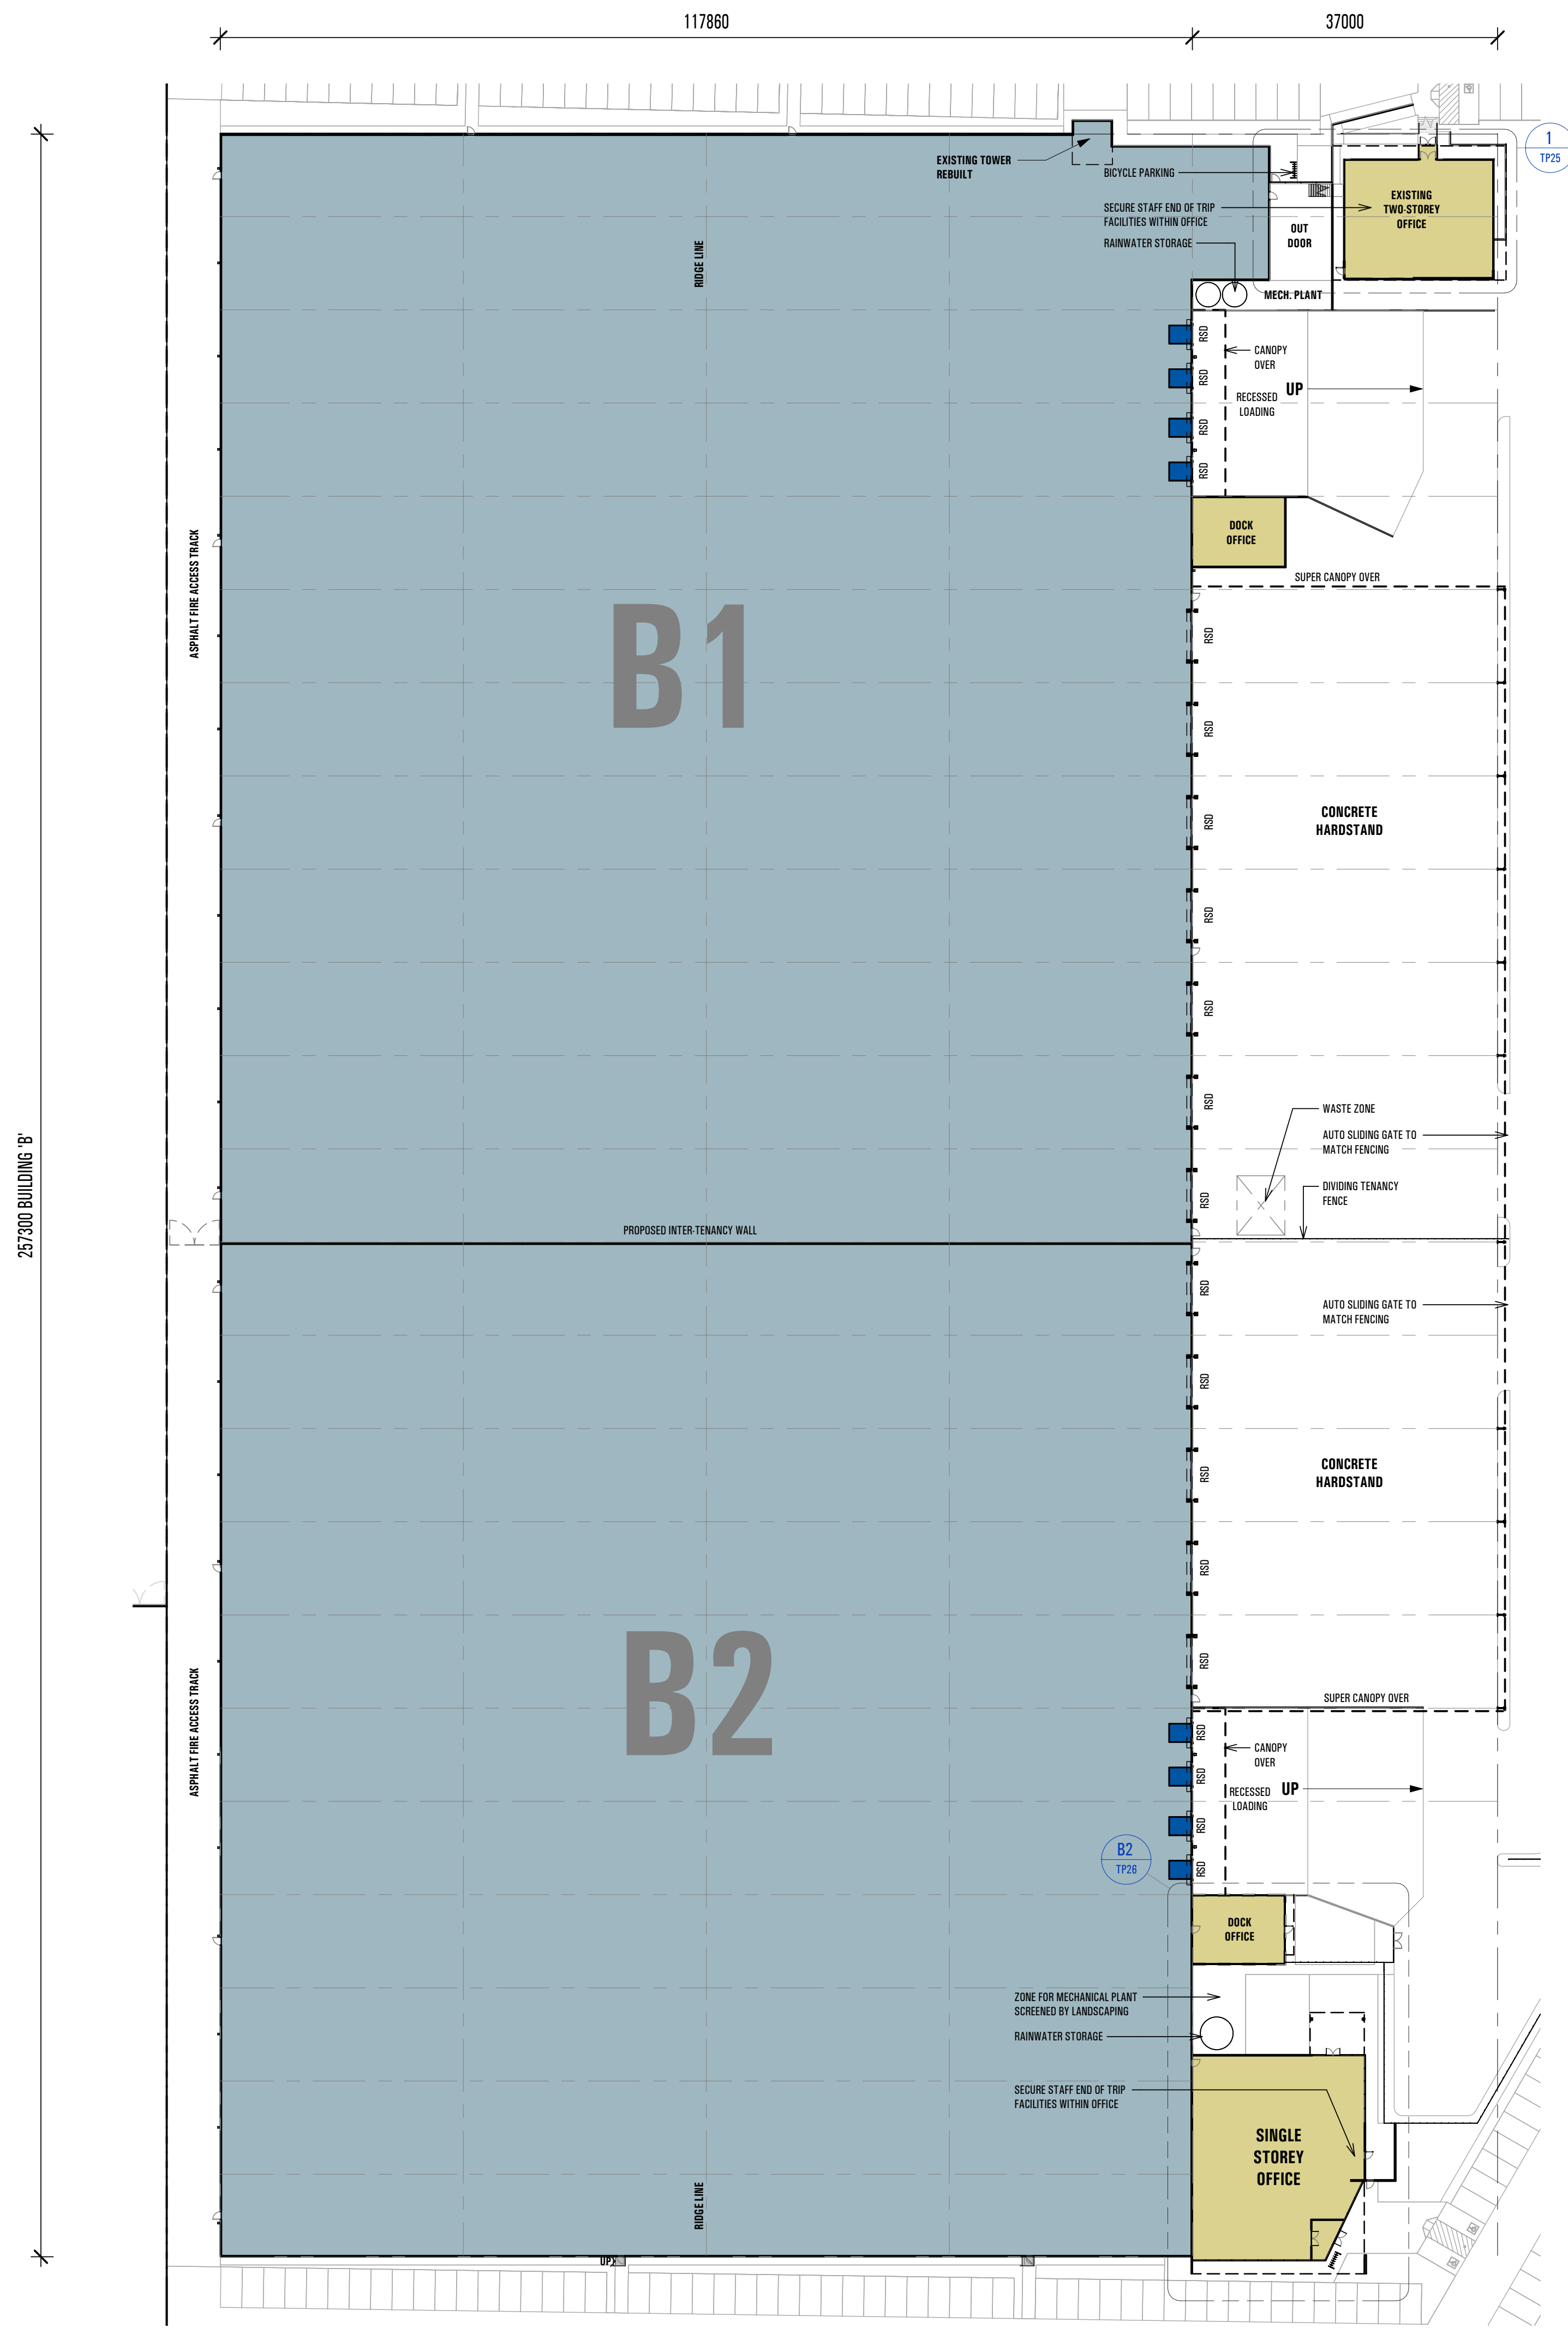 117860
37000
EXISTING TOWER
REBUILT
BICYCLE PARKING
1
TP25
SECURE STAFF END OF TRIP
FACILITIES WITHIN OFFICE
EXISTING
TWO-STOREY
OFFICE
OUT
DOOR
RAINWATER STORAGE
RIDGE LINE
MECH. PLANT
RSD
CANOPY
OVER
RSD
UP
RECESSED
LOADING
RSD
RSD
DOCK
OFFICE
SUPER CANOPY OVER
ASPHALT FIRE ACCESS TRACK
B1
RSD
RSD
CONCRETE
HARDSTAND
RSD
RSD
RSD
RSD
WASTE ZONE
AUTO SLIDING GATE TO
MATCH FENCING
257300 BUILDING 'B'
DIVIDING TENANCY
FENCE
RSD
PROPOSED INTER-TENANCY WALL
RSD
AUTO SLIDING GATE TO
MATCH FENCING
RSD
CONCRETE
HARDSTAND
RSD
RSD
RSD
SUPER CANOPY OVER
ASPHALT FIRE ACCESS TRACK
B2
RSD
CANOPY
OVER
RSD
UP
RECESSED
LOADING
RSD
B2
TP26
RSD
DOCK
OFFICE
ZONE FOR MECHANICAL PLANT
SCREENED BY LANDSCAPING
RAINWATER STORAGE
SECURE STAFF END OF TRIP
FACILITIES WITHIN OFFICE
SINGLE
STOREY
OFFICE
RIDGE LINE
UP